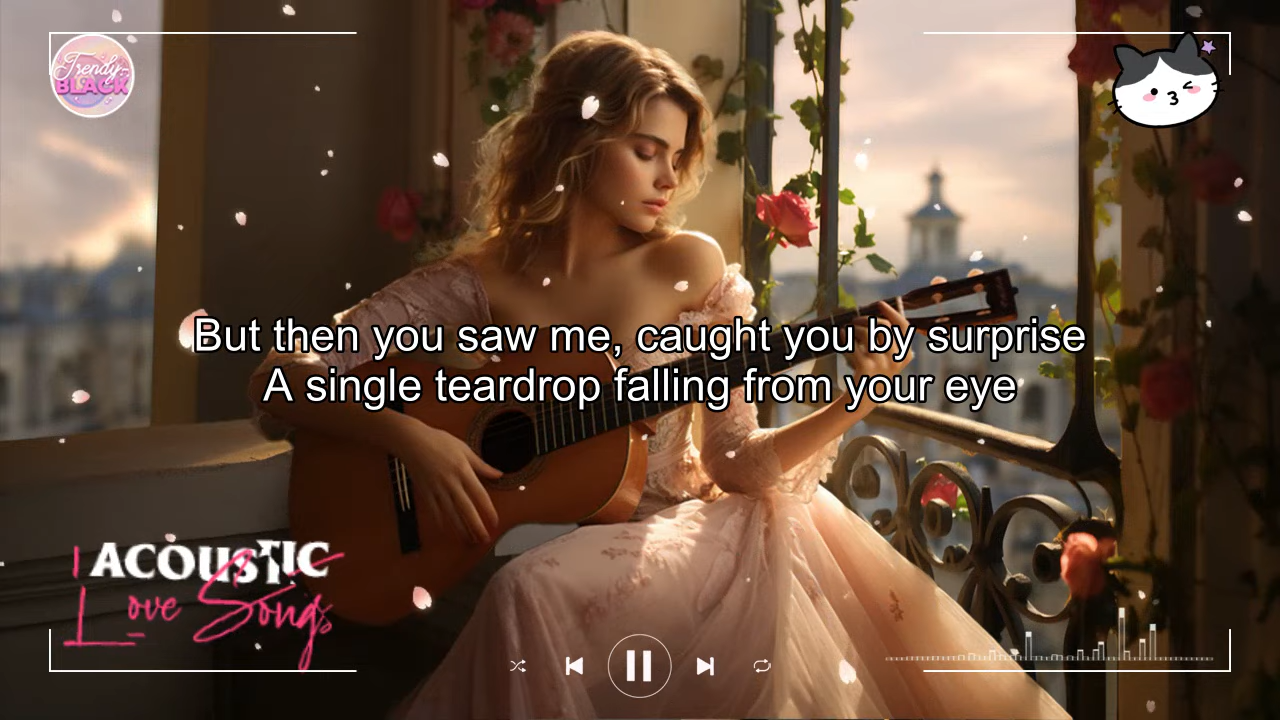 Trendy
BLACK
But then you saw me, caught you by surprise
A single teardrop falling from your eye
ACOUSTIC
Love Songs